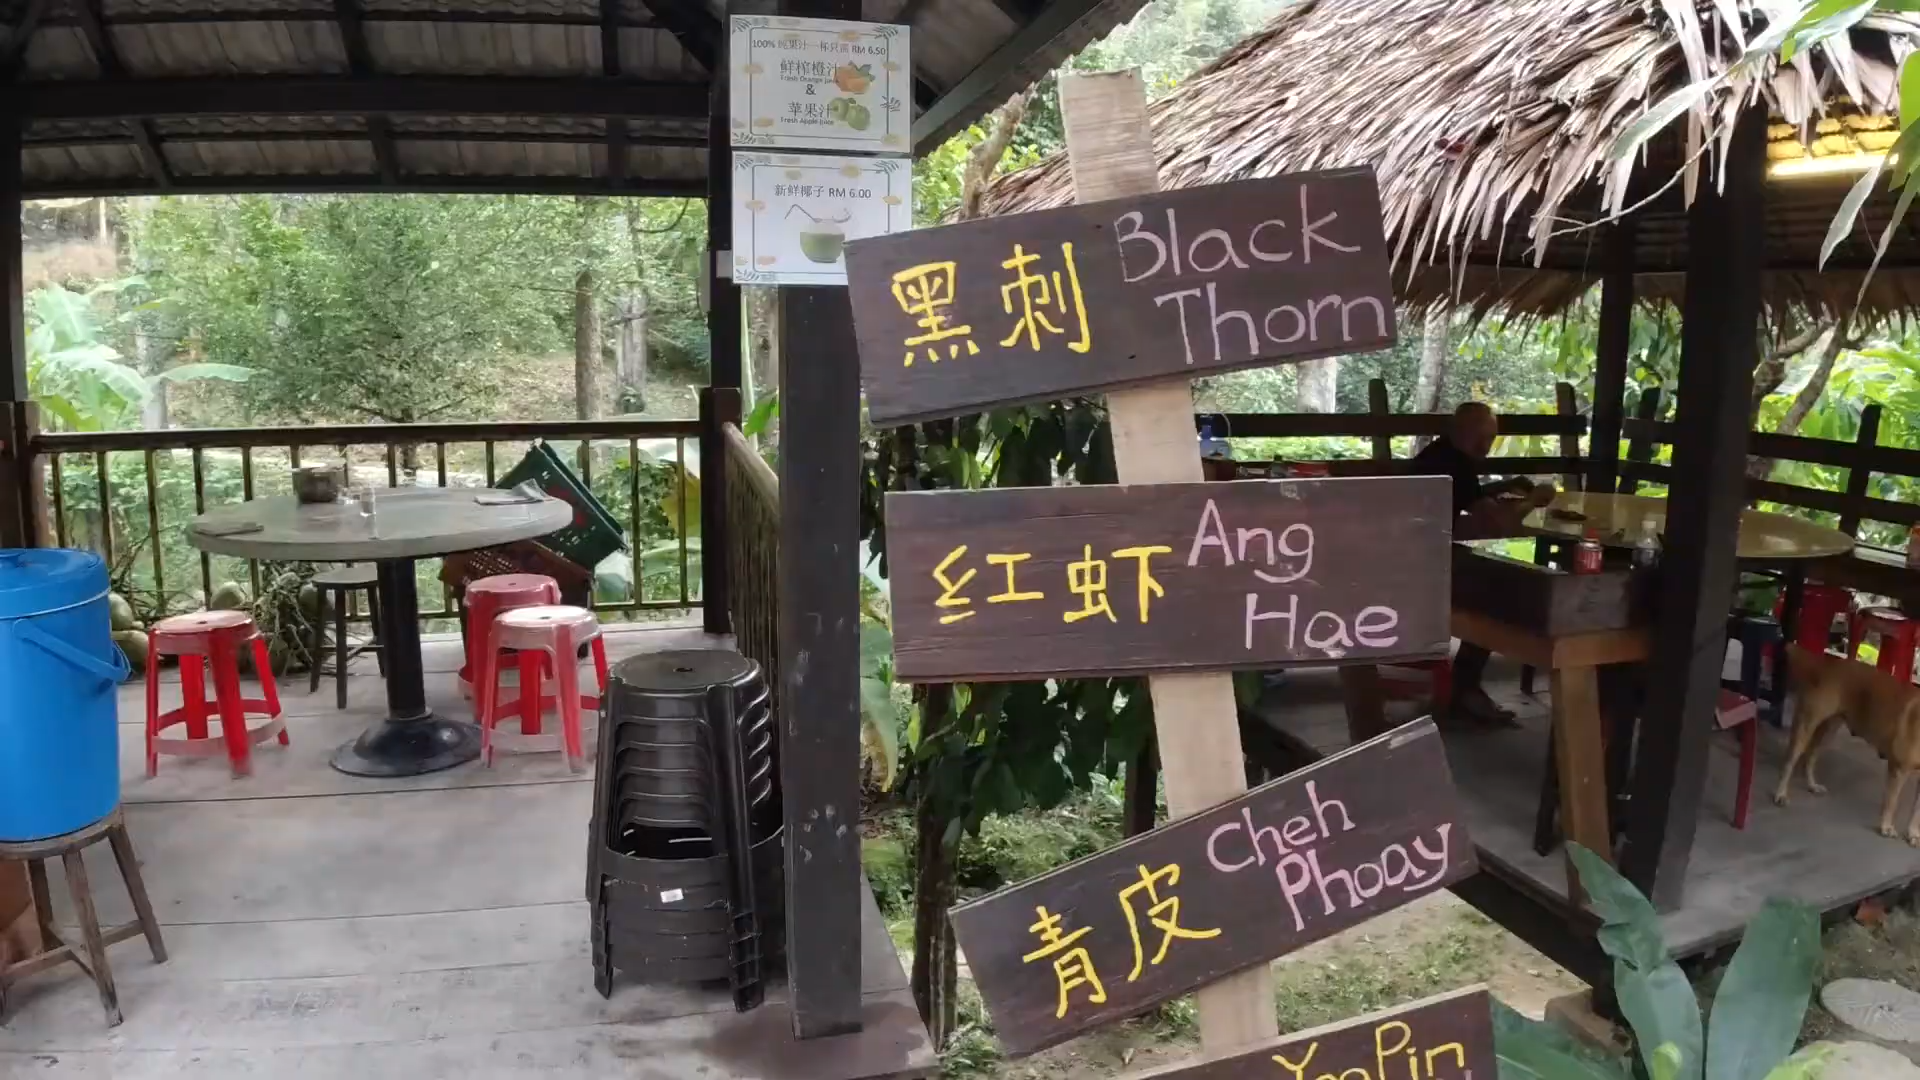 100% 纯果汁一杯只需 RM 6.50
鲜榨橙汁
Fresh Orange Juice
&
苹果汁
Fresh Apple Juice
新鲜椰子 RM 6.00
黑刺 Black
Thorn
红虾 Ang
Hae
青皮 Cheh
Phoay
Yoo Pin